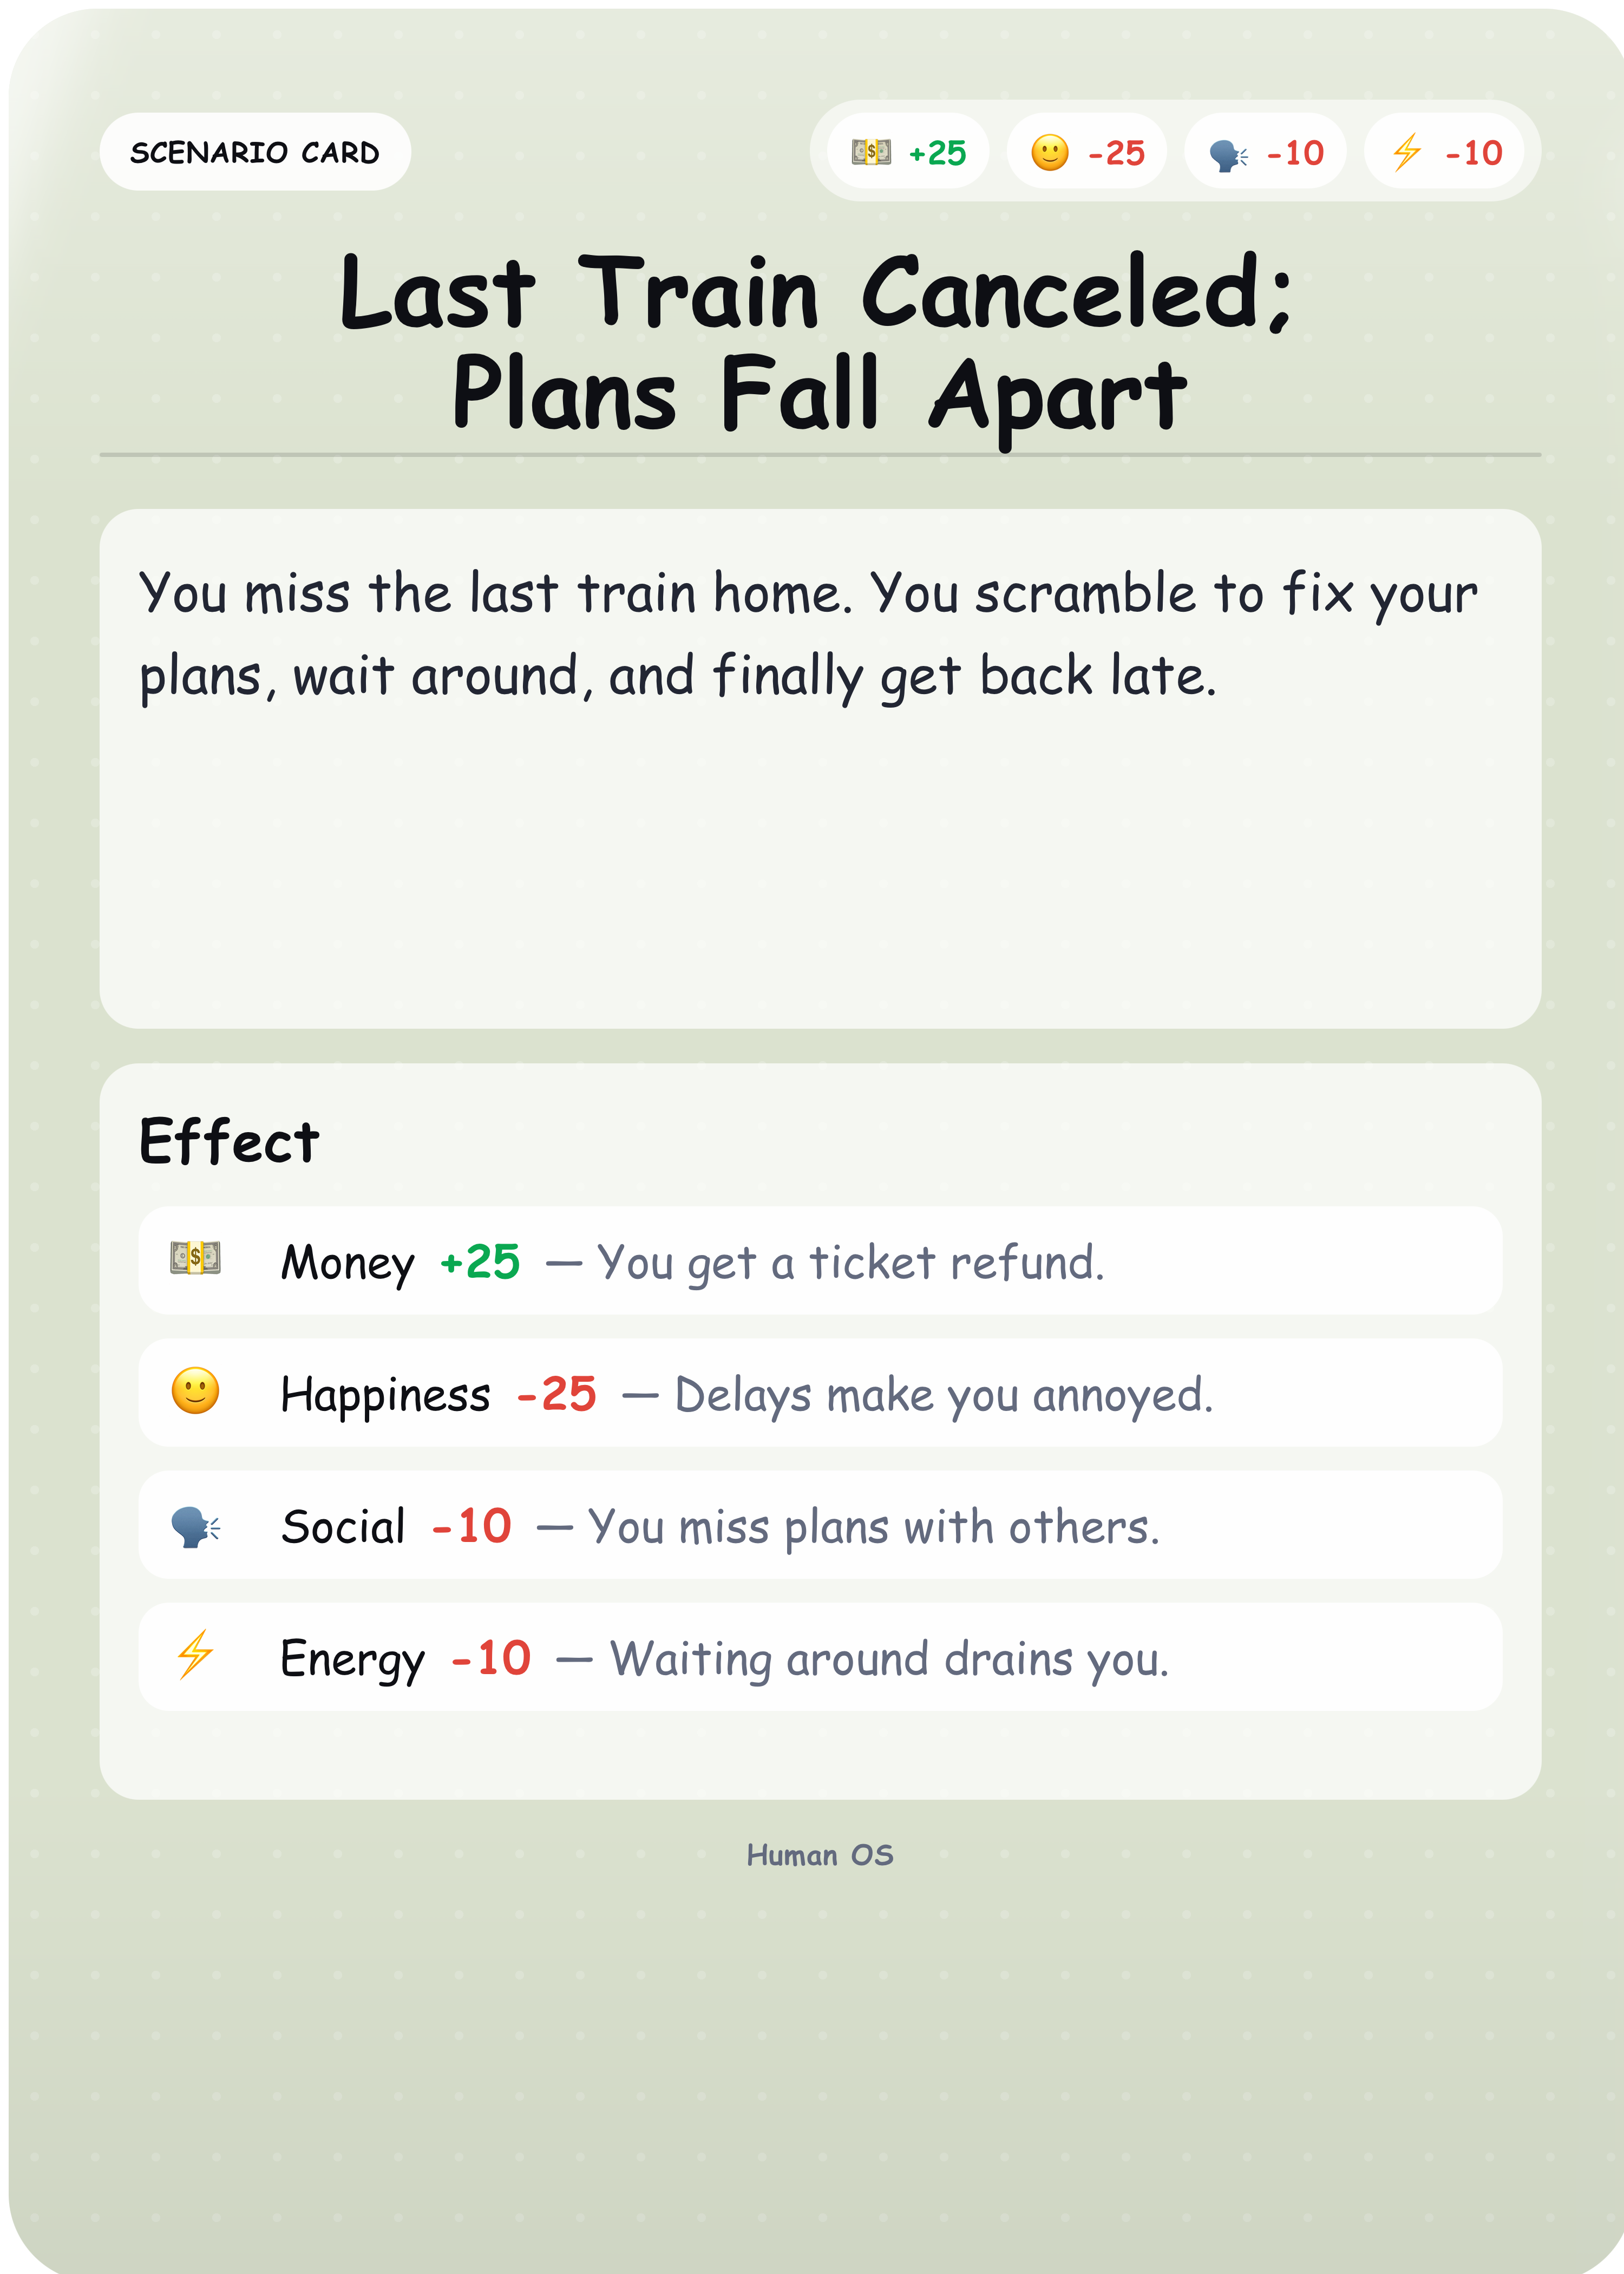 SCENARIO CARD
💵 +25 🙂 -25 🗣️ -10 ⚡ -10
Last Train Canceled;
Plans Fall Apart
You miss the last train home. You scramble to fix your
plans, wait around, and finally get back late.
Effect
💵 Money +25 — You get a ticket refund.
🙂 Happiness -25 — Delays make you annoyed.
🗣️ Social -10 — You miss plans with others.
⚡ Energy -10 — Waiting around drains you.
Human OS